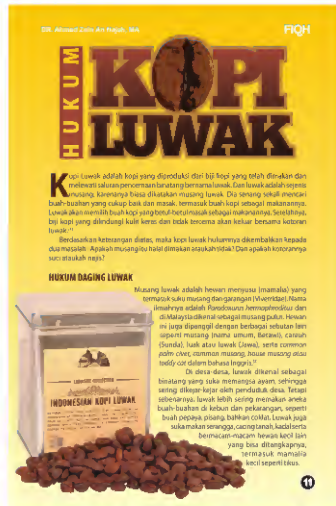 DR. Ahmad Zain An Najah, MA
FIQH
HUKUM
KOPI
LUWAK
Kopi Luwak adalah kopi yang diproduksi dari biji kopi yang telah dimakan dan
melewati saluran pencernaan binatang bernama luwak. Dan luwak adalah sejenis
musang, karenanya biasa dikatakan musang luwak. Dia senang sekali mencari
buah-buahan yang cukup baik dan masak, termasuk buah kopi sebagai makanannya.
Luwak akan memilih buah kopi yang betul-betul masak sebagai makanannya. Setelahnya,
biji kopi yang dilindungi kulit keras dan tidak tercerna akan keluar bersama kotoran
luwak.
Berdasarkan keterangan diatas, maka kopi luwak hukumnya dikembalikan kepada
dua masalah: Apakah musang itu halal dimakan ataukah tidak? Dan apakah kotorannya
suci ataukah najis?
HUKUM DAGING LUWAK
Musang luwak adalah hewan menyusu (mamalia) yang
termasuk suku musang dan garangan (Viverridae). Nama
ilmiahnya adalah Paradoxurus hermaphroditus dan
di Malaysia dikenal sebagai musang pulut. Hewan
ini juga dipanggil dengan berbagai sebutan lain
seperti musang (nama umum, Betawi), careuh
(Sunda), luak atau luwak (Jawa), serta common
palm civet, common musang, house musang atau
toddy cat dalam bahasa Inggris.
Di desa-desa, luwak dikenal sebagai
binatang yang suka memangsa ayam, sehingga
sering dikejar-kejar oleh penduduk desa. Tetapi
sebenarnya, luwak lebih sering memakan aneka
buah-buahan di kebun dan pekarangan, seperti
buah pepaya, pisang, bahkan coklat. Luwak juga
suka makan serangga, cacing tanah, kadal serta
bermacam-macam hewan kecil lain
yang bisa ditangkapnya,
termasuk mamalia
kecil seperti tikus.
INDONESIAN KOPI LUWAK
11